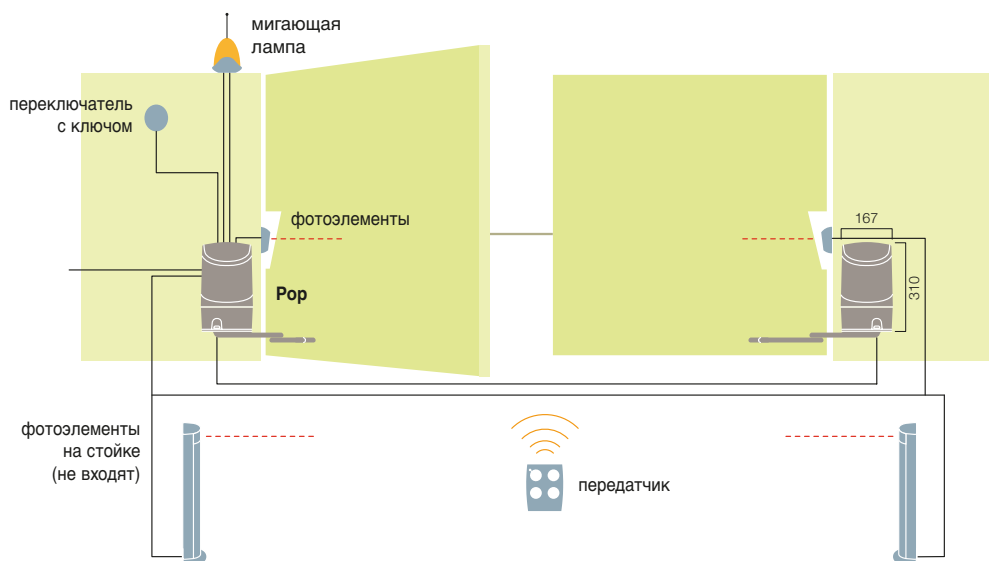 мигающая
лампа
переключатель
с ключом
фотоэлементы
167
310
Pop
фотоэлементы
на стойке
(не входят)
передатчик